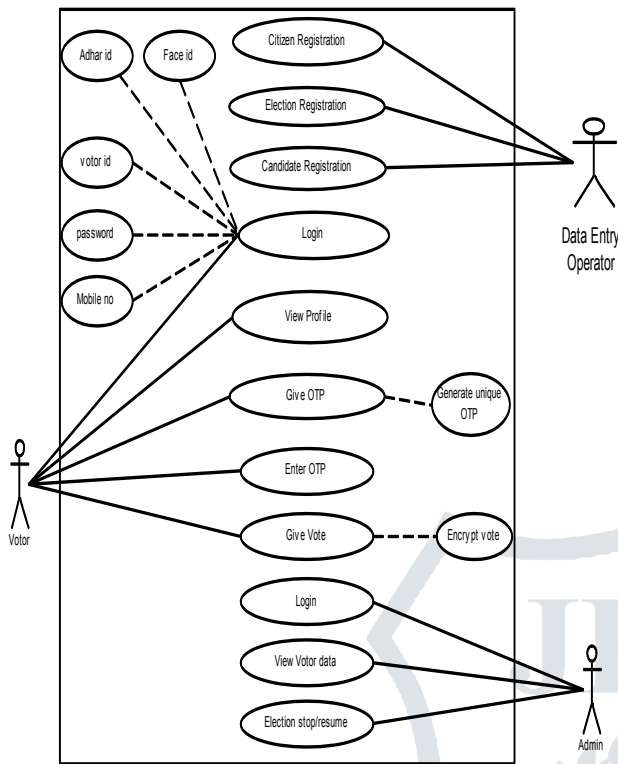 Adhar id
Face id
Citizen Registration
Election Registration
votor id
Candidate Registration
Data Entry
Operator
password
Login
Mobile no
View Profile
Give OTP
Generate unique
OTP
Enter OTP
Votor
Give Vote
Encrypt vote
Login
View Votor data
Election stop/resume
Admin